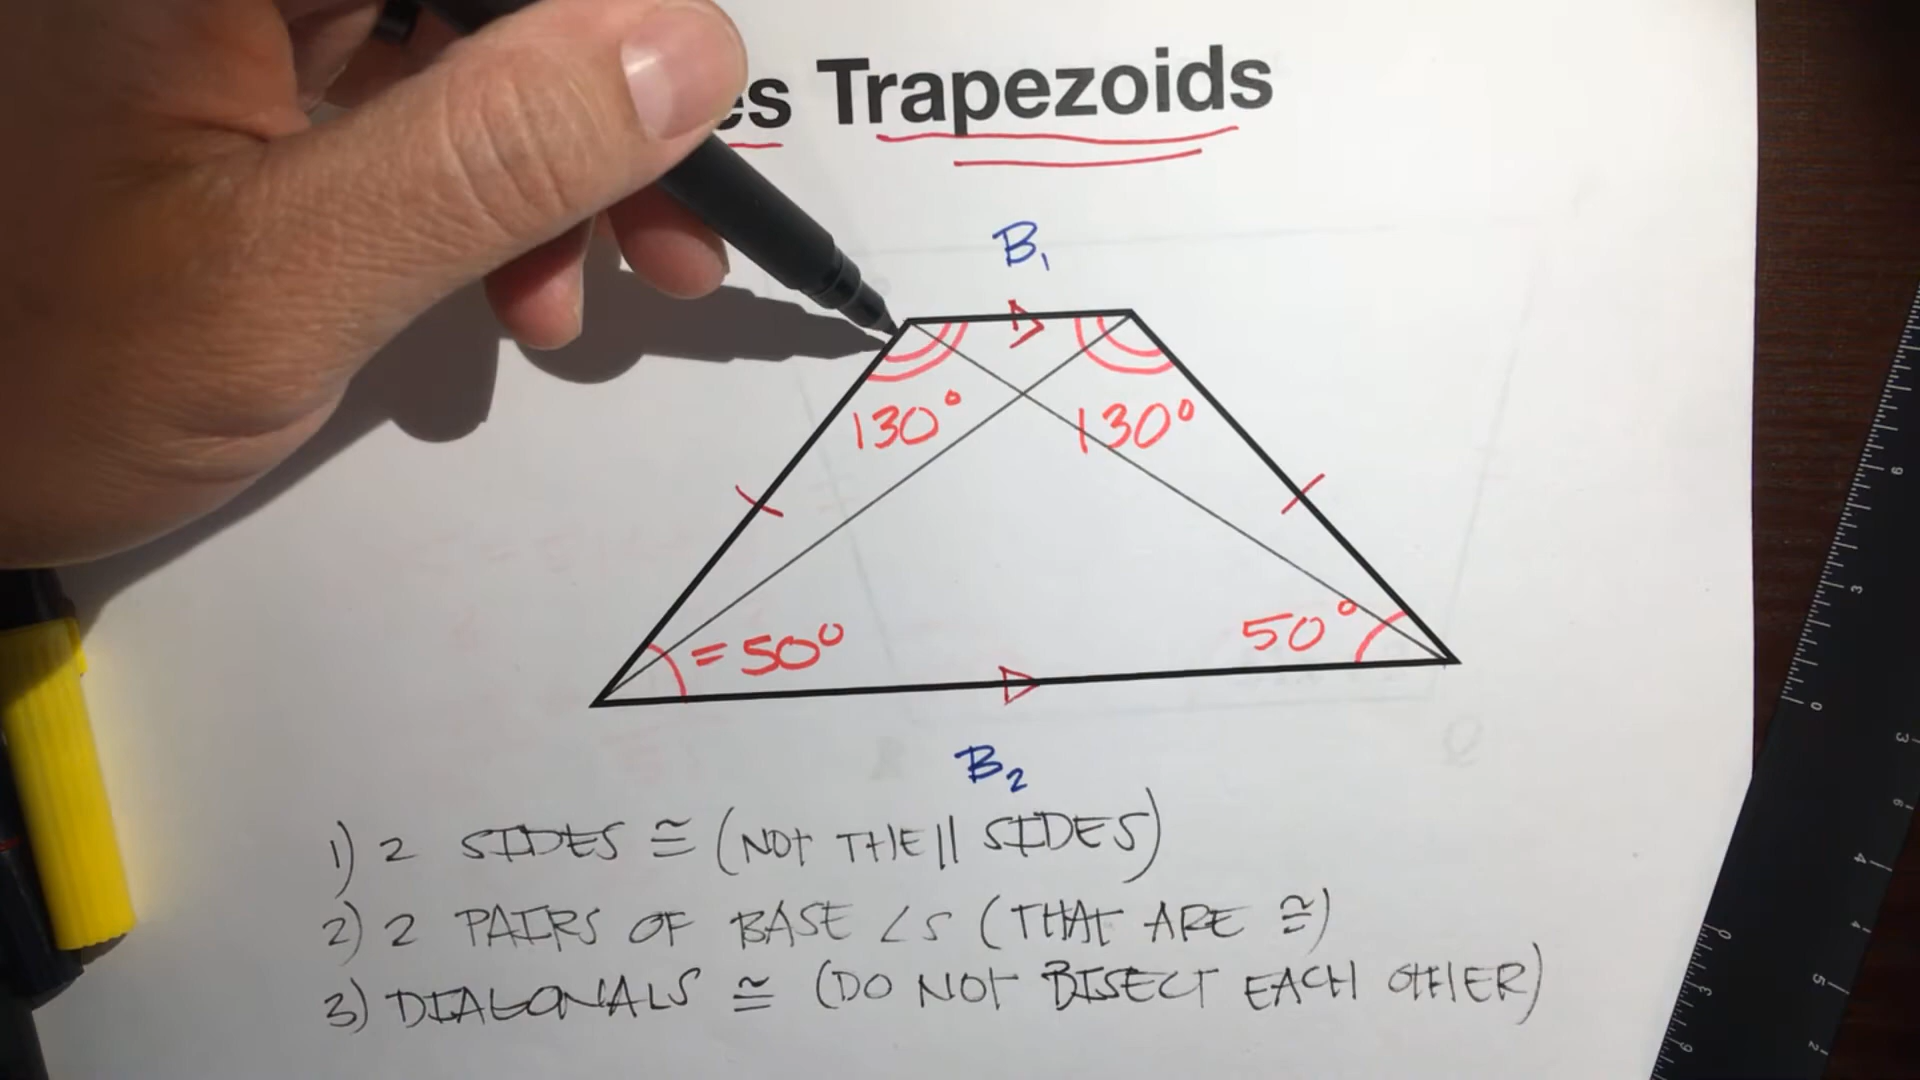 es Trapezoids
B₁
130° 130°
= 50° 50°
B₂
1) 2 SIDES ≅ (NOT THE || SIDES)
2) 2 PAIRS OF BASE ∠S (THAT ARE ≅)
3) DIAGONALS ≅ (DO NOT BISECT EACH OTHER)